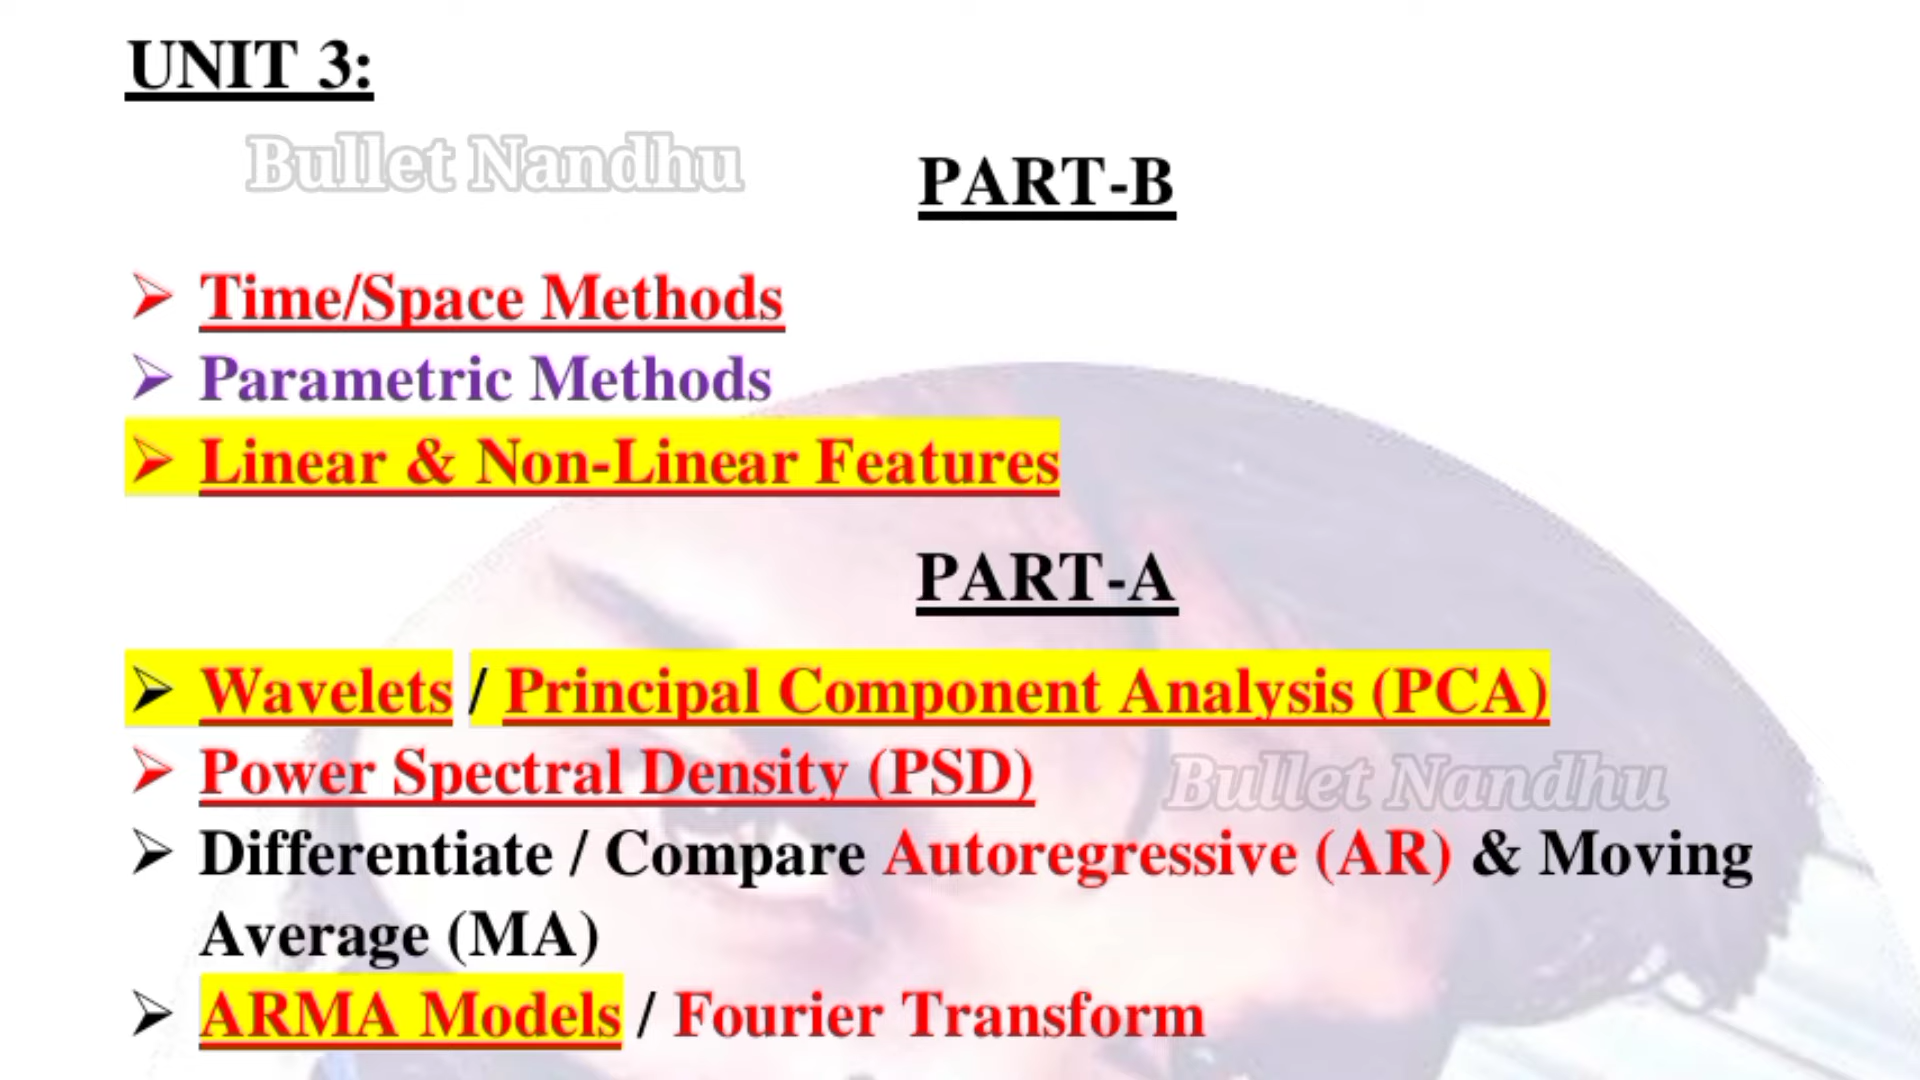 UNIT 3:
Bullet Nandhu
PART-B
➢ Time/Space Methods
➢ Parametric Methods
➢ Linear & Non-Linear Features
PART-A
➢ Wavelets / Principal Component Analysis (PCA)
➢ Power Spectral Density (PSD)
Bullet Nandhu
➢ Differentiate / Compare Autoregressive (AR) & Moving
Average (MA)
➢ ARMA Models / Fourier Transform